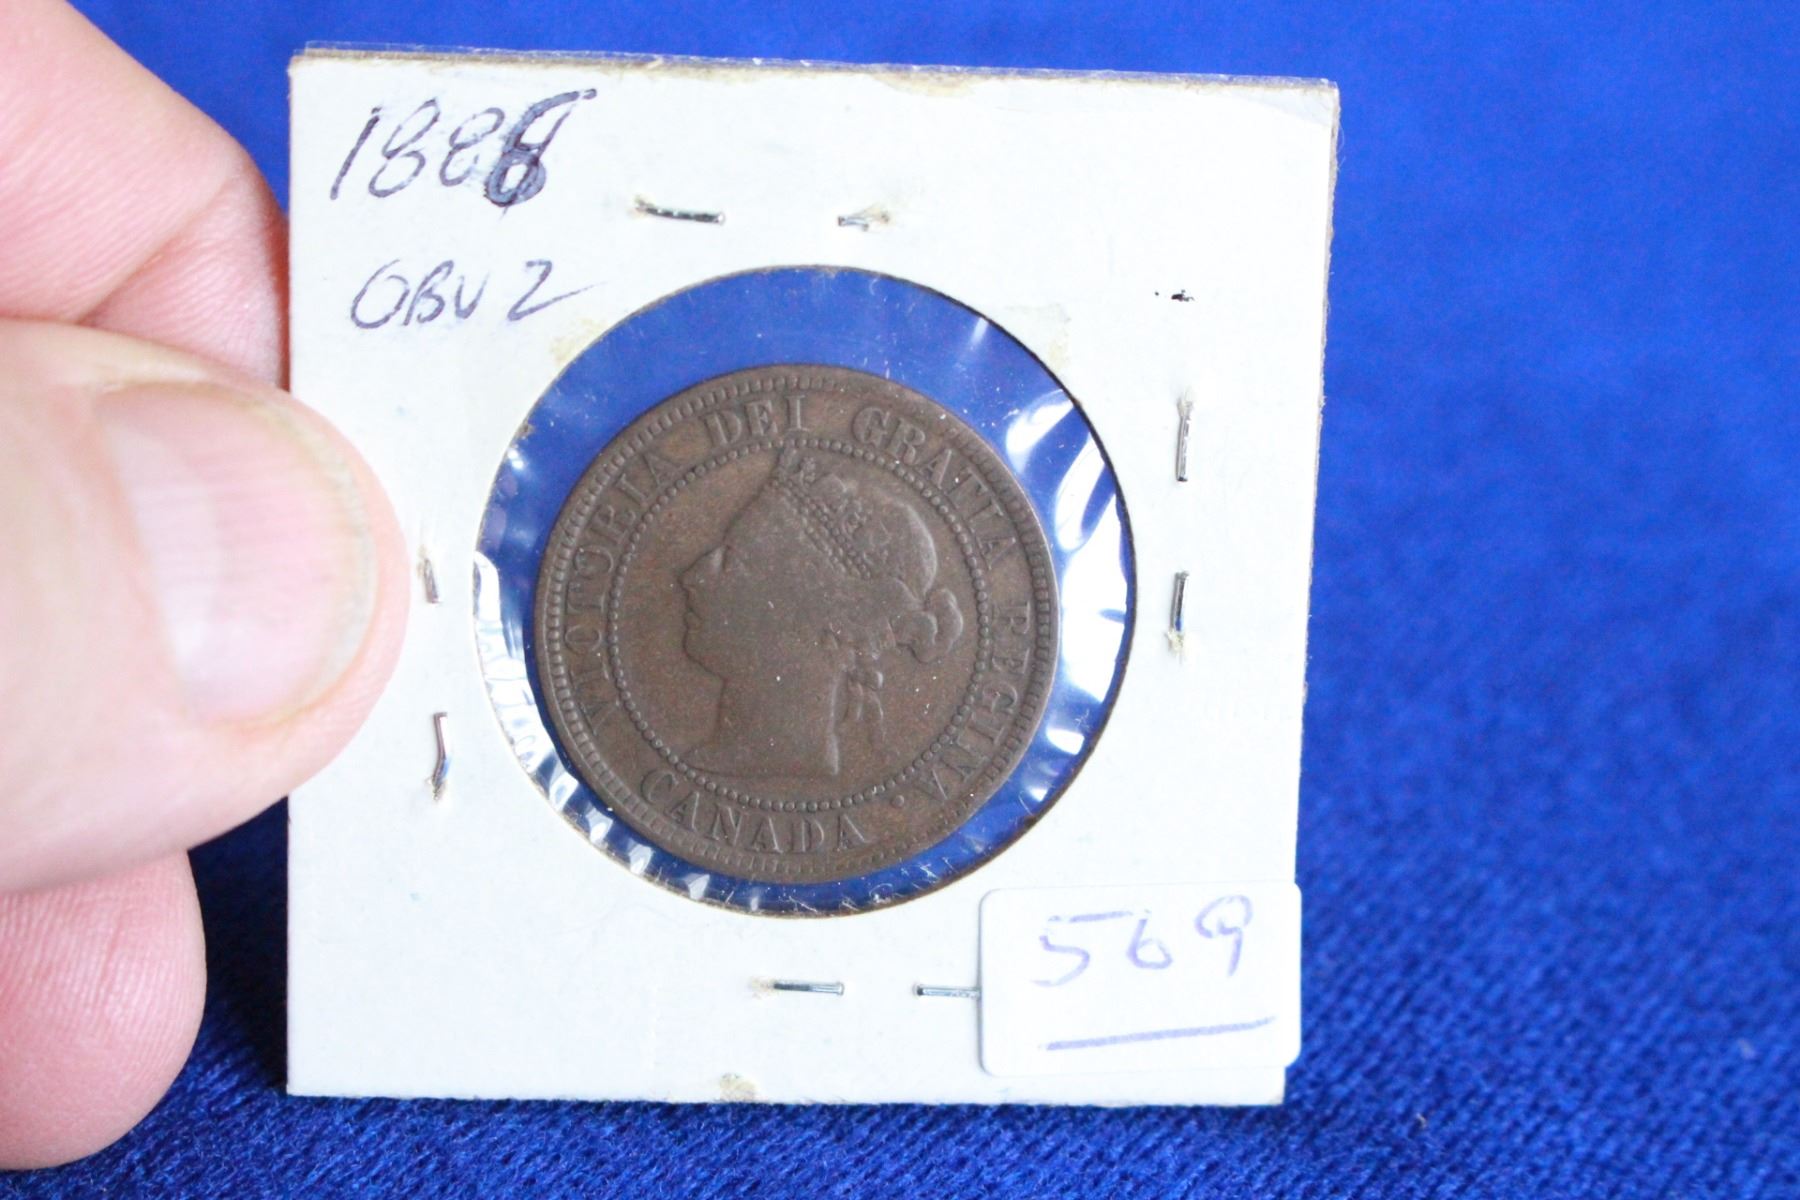 1888
OBV 2
VICTORIA DEI GRATIA REGINA ·
CANADA
569